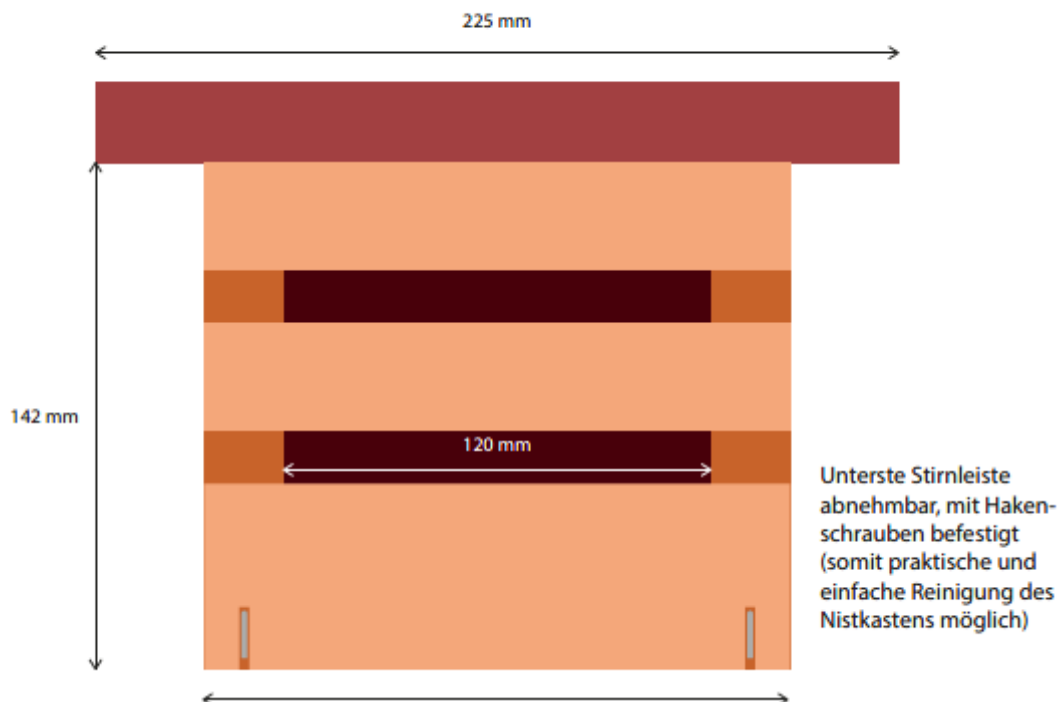 225 mm
142 mm
120 mm
Unterste Stirnleiste
abnehmbar, mit Haken-
schrauben befestigt
(somit praktische und
einfache Reinigung des
Nistkastens möglich)